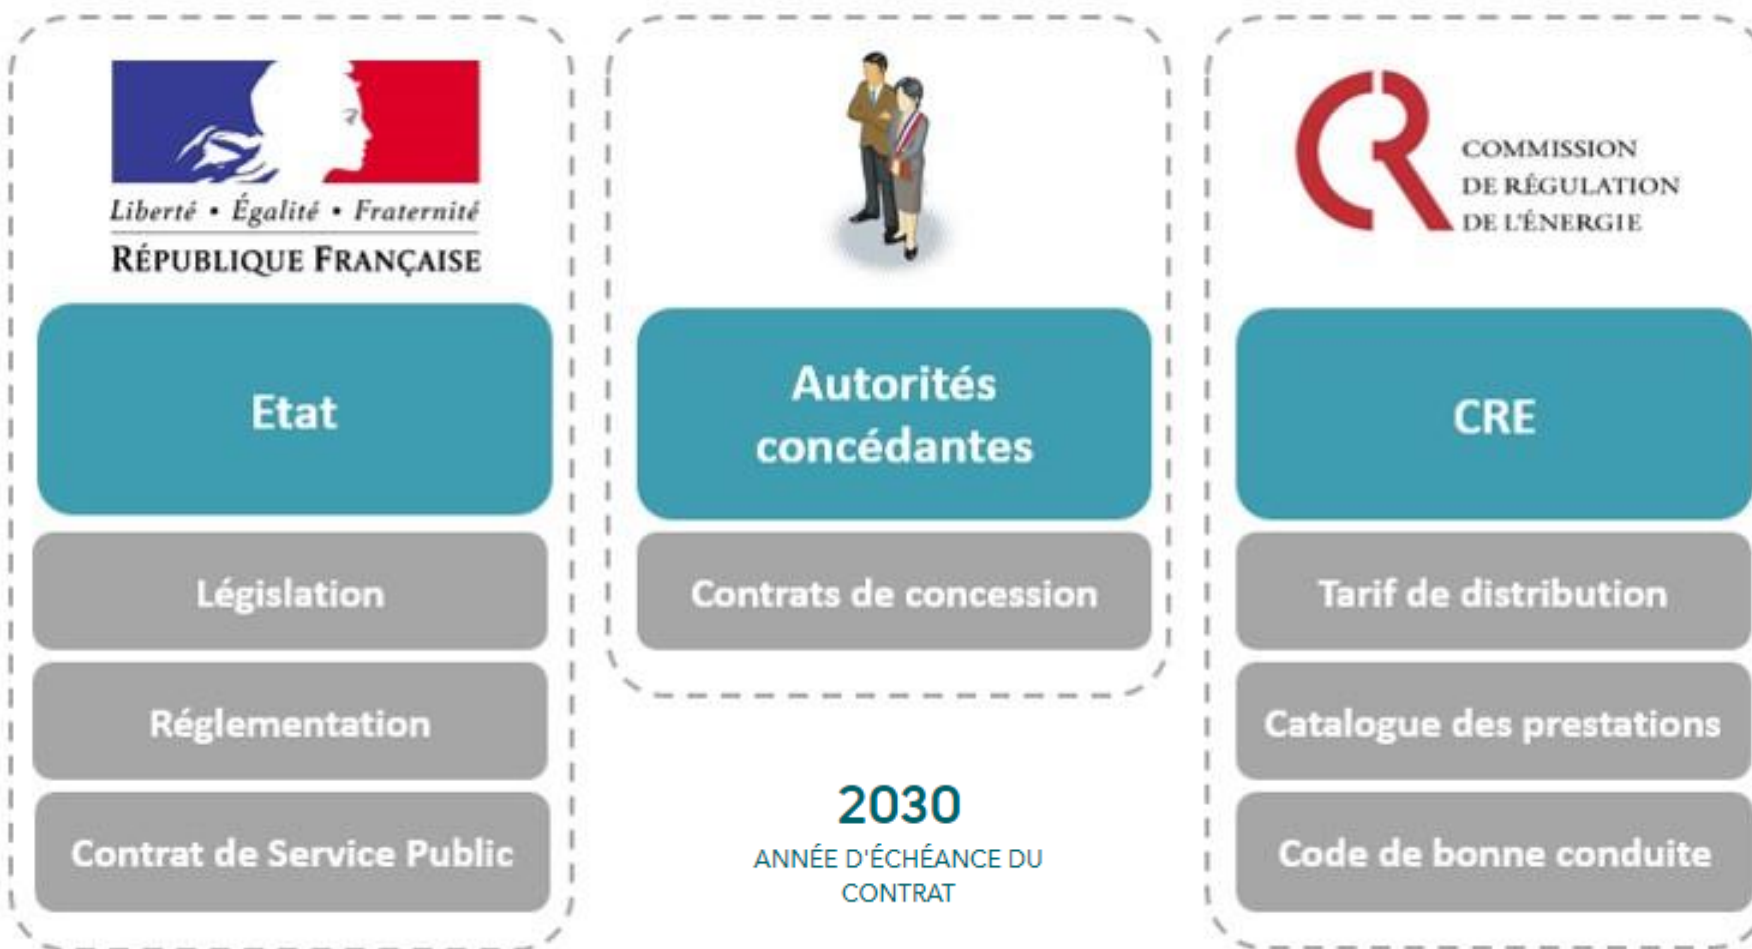 Liberté • Égalité • Fraternité
RÉPUBLIQUE FRANÇAISE
Etat
Législation
Réglementation
Contrat de Service Public
Autorités
concédantes
Contrats de concession
2030
ANNÉE D'ÉCHÉANCE DU
CONTRAT
COMMISSION
DE RÉGULATION
DE L'ÉNERGIE
CRE
Tarif de distribution
Catalogue des prestations
Code de bonne conduite